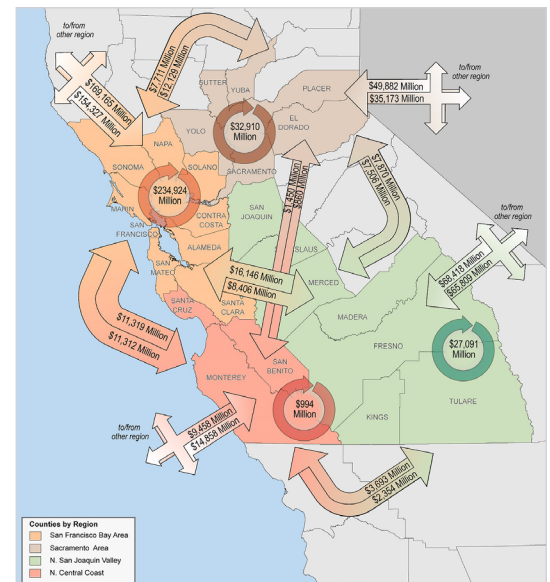 to/from
other region
$7,711 Million
$12,129 Million
$169,165 Million
$154,327 Million
SUTTER
YUBA
PLACER
$49,882 Million
$35,173 Million
to/from
other region
NAPA
YOLO
$32,910
Million
EL
DORADO
SONOMA
SOLANO
SACRAMENTO
$7,870 Million
$7,504 Million
$234,924
Million
MARIN
SAN
FRANCISCO
CONTRA
COSTA
SAN
JOAQUIN
$1,450 Million
$660 Million
to/from
other region
ALAMEDA
SLAUS
SAN
MATEO
$16,146 Million
$8,406 Million
MERCED
$68,418 Million
$65,809 Million
SANTA
CRUZ
SANTA
CLARA
MADERA
$11,319 Million
$11,312 Million
FRESNO
$27,091
Million
SAN
BENITO
MONTEREY
TULARE
$994
Million
KINGS
to/from
other region
$9,458 Million
$14,858 Million
$3,693 Million
$2,354 Million
Counties by Region
San Francisco Bay Area
Sacramento Area
N. San Joaquin Valley
N. Central Coast